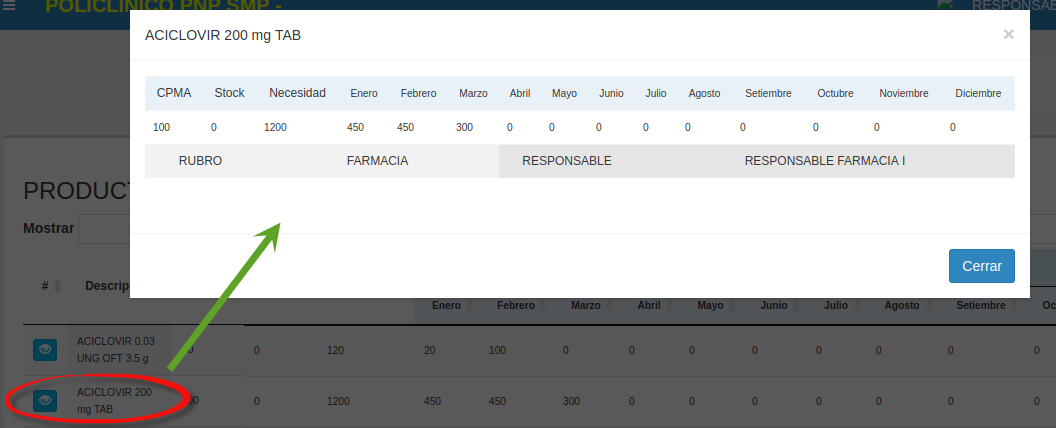 POLICLINICO PNP SMP -
RESPONSAB
ACICLOVIR 200 mg TAB ×
CPMA Stock Necesidad Enero Febrero Marzo Abril Mayo Junio Julio Agosto Setiembre Octubre Noviembre Diciembre
100 0 1200 450 450 300 0 0 0 0 0 0 0 0 0
RUBRO FARMACIA RESPONSABLE RESPONSABLE FARMACIA I
PRODUCT
Mostrar
Cerrar
# Descrip
Enero Febrero Marzo Abril Mayo Junio Julio Agosto Setiembre Oc
ACICLOVIR 0.03
UNG OFT 3.5 g
0 0 120 20 100 0 0 0 0 0 0 0 0
ACICLOVIR 200
mg TAB
00 0 1200 450 450 300 0 0 0 0 0 0 0